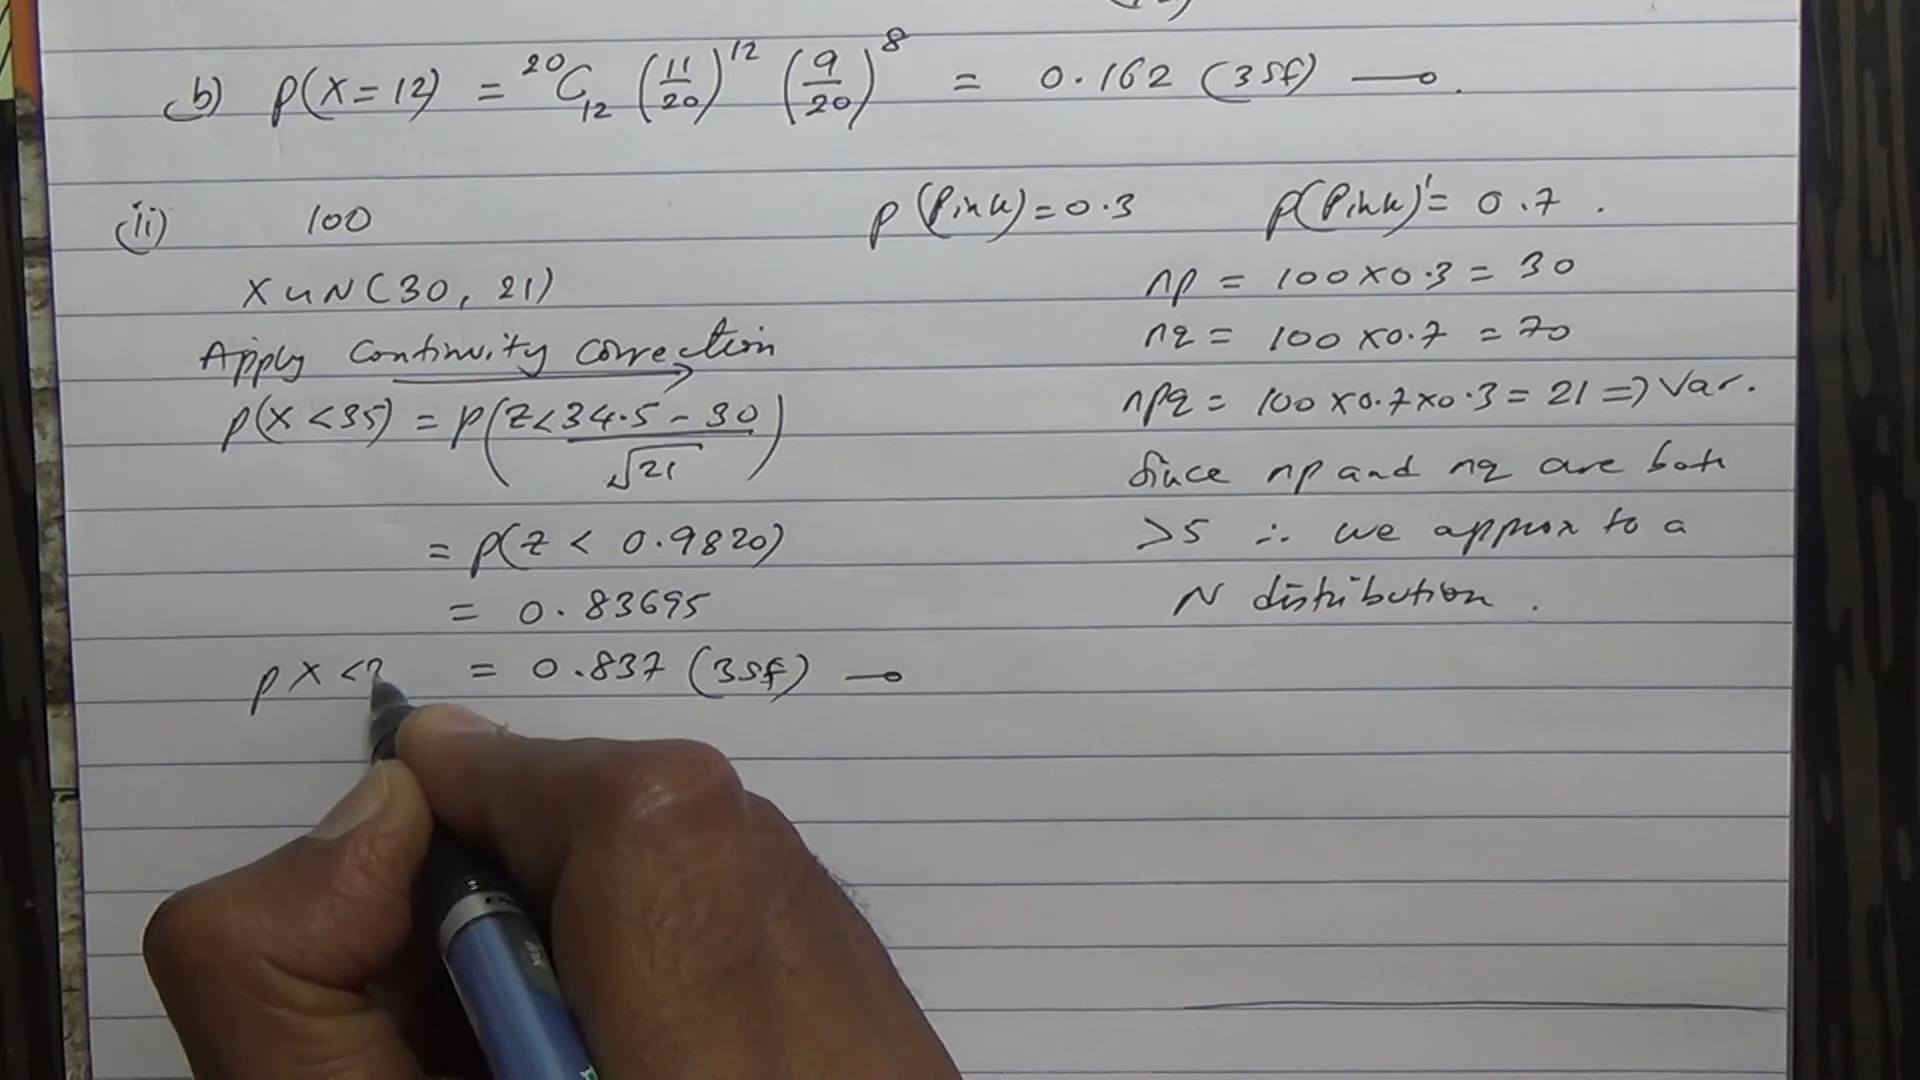 (b) P(X=12) = ²⁰C₁₂ (11/20)¹² (9/20)⁸ = 0.162 (3sf)
(ii) 100
X ~ N(30, 21)
Apply Continuity Correction
P(X<35) = P(Z< (34.5 - 30)/√21)
= P(Z < 0.9820)
= 0.83695
P X <3 = 0.837 (3sf)
P(Pink) = 0.3 P(Pink)' = 0.7 .
np = 100 x 0.3 = 30
nq = 100 x 0.7 = 70
npq = 100 x 0.7 x 0.3 = 21 => Var.
Since np and nq are both
>5 ∴ we approx to a
N distribution .